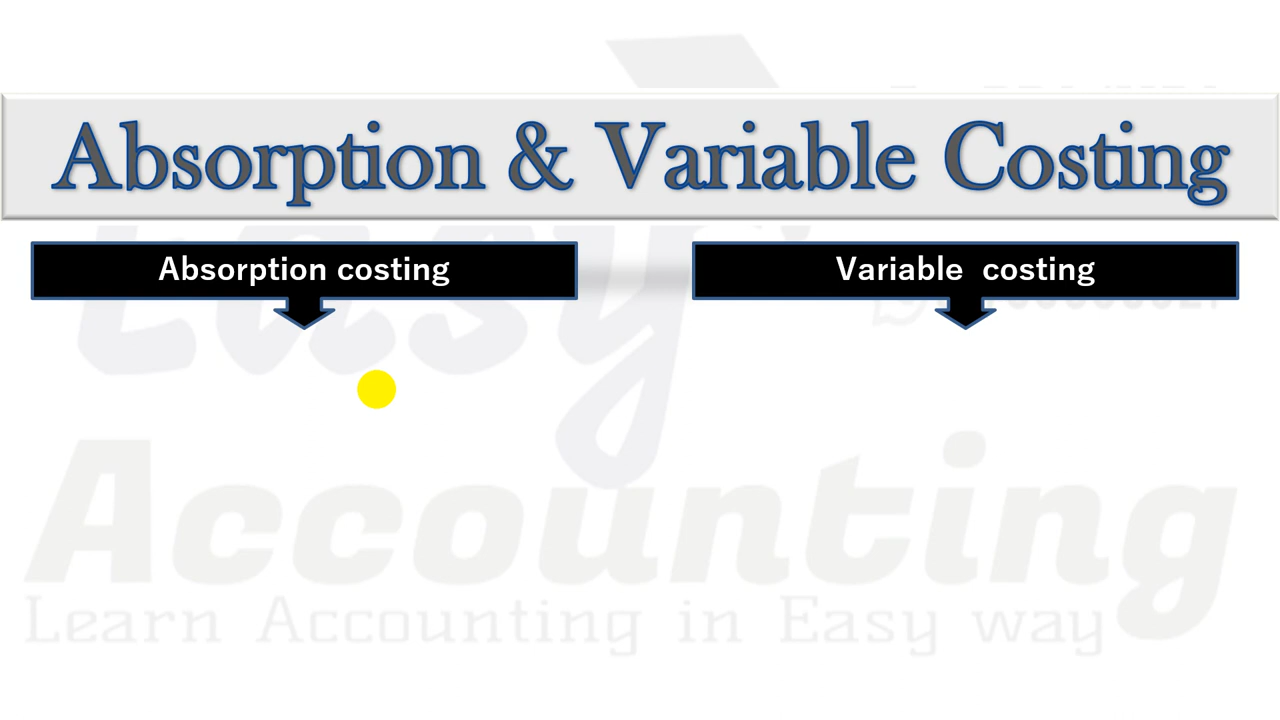 Absorption & Variable Costing
Absorption costing
Variable costing
Easy
Accounting
Learn Accounting in Easy way